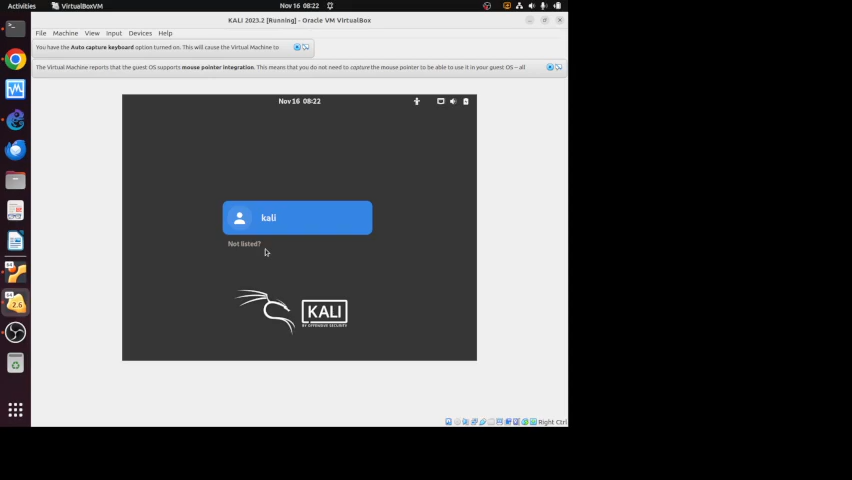 Activities
VirtualBoxVM
Nov 16 08:22
KALI 2023.2 [Running] - Oracle VM VirtualBox
File Machine View Input Devices Help
You have the Auto capture keyboard option turned on. This will cause the Virtual Machine to
The Virtual Machine reports that the guest OS supports mouse pointer integration. This means that you do not need to capture the mouse pointer to be able to use it in your guest OS – all
Nov 16 08:22
kali
Not listed?
KALI
BY OFFENSIVE SECURITY
64
64
2.6
Right Ctrl